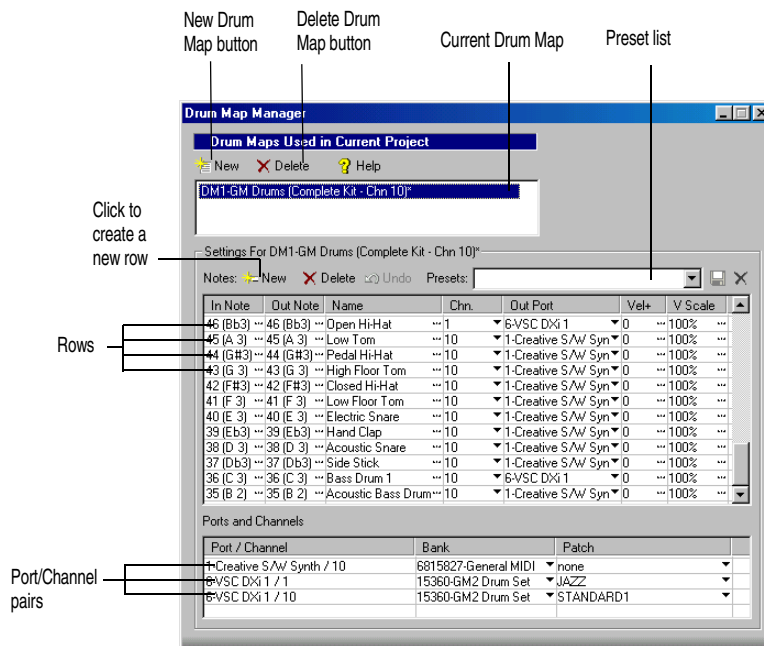 New Drum
Map button
Delete Drum
Map button
Current Drum Map
Preset list
Drum Map Manager
Drum Maps Used in Current Project
New Delete Help
DM1-GM Drums (Complete Kit - Chn 10)*
Click to
create a
new row
Settings For DM1-GM Drums (Complete Kit - Chn 10)*
Notes: New Delete Undo Presets:
In Note Out Note Name Chn. Out Port Vel+ V Scale
46 (Bb3) 46 (Bb3) Open Hi-Hat 1 6-VSC DXi 1 0 100%
45 (A 3) 45 (A 3) Low Tom 10 1-Creative S/W Syn 0 100%
44 (G#3) 44 (G#3) Pedal Hi-Hat 10 1-Creative S/W Syn 0 100%
43 (G 3) 43 (G 3) High Floor Tom 10 1-Creative S/W Syn 0 100%
42 (F#3) 42 (F#3) Closed Hi-Hat 10 1-Creative S/W Syn 0 100%
41 (F 3) 41 (F 3) Low Floor Tom 10 1-Creative S/W Syn 0 100%
40 (E 3) 40 (E 3) Electric Snare 10 1-Creative S/W Syn 0 100%
39 (Eb3) 39 (Eb3) Hand Clap 10 1-Creative S/W Syn 0 100%
38 (D 3) 38 (D 3) Acoustic Snare 10 1-Creative S/W Syn 0 100%
37 (Db3) 37 (Db3) Side Stick 10 1-Creative S/W Syn 0 100%
36 (C 3) 36 (C 3) Bass Drum 1 10 6-VSC DXi 1 0 100%
35 (B 2) 35 (B 2) Acoustic Bass Drum 10 1-Creative S/W Syn 0 100%
Rows
Ports and Channels
Port / Channel Bank Patch
1-Creative S/W Synth / 10 6815827-General MIDI none
6-VSC DXi 1 / 1 15360-GM2 Drum Set JAZZ
6-VSC DXi 1 / 10 15360-GM2 Drum Set STANDARD1
Port/Channel
pairs